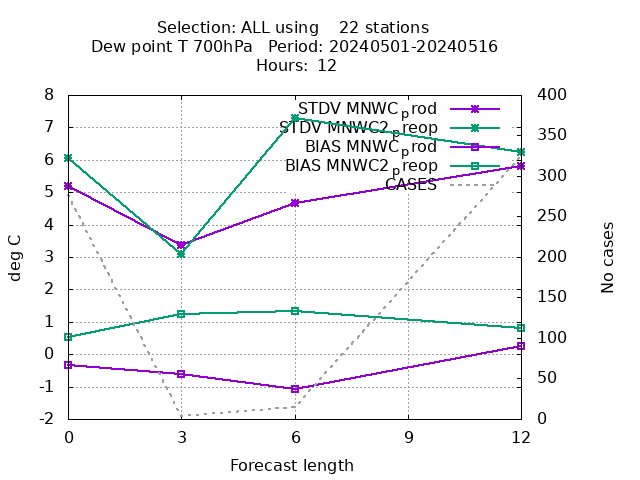 Selection: ALL using    22 stations
Dew point T 700hPa   Period: 20240501-20240516
Hours: 12
8
7
6
5
4
3
2
1
0
-1
-2
deg C
400
350
300
250
200
150
100
50
0
No cases
STDV MNWC_prod
STDV MNWC2_preop
BIAS MNWC_prod
BIAS MNWC2_preop
CASES
0 3 6 9 12
Forecast length